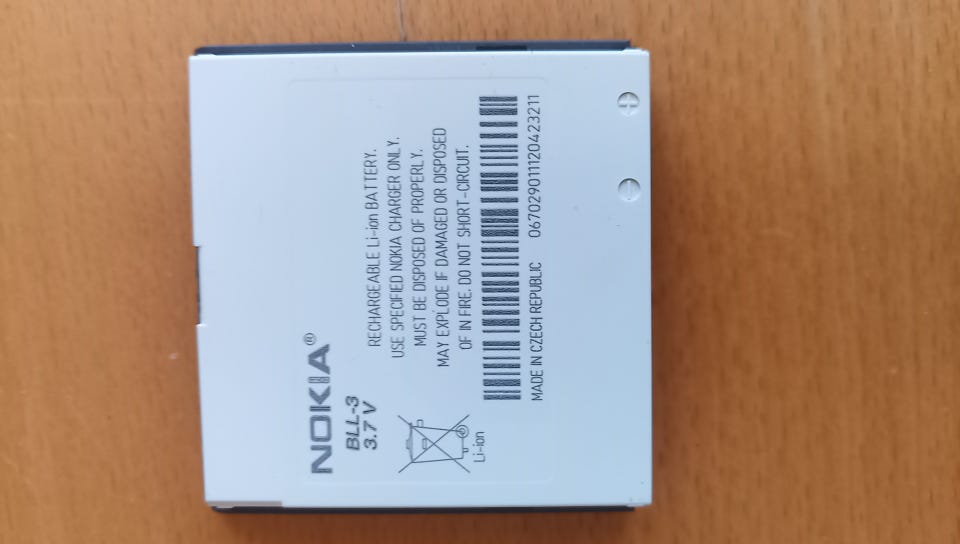 NOKIA®
BLL-3
3.7 V
RECHARGEABLE Li-ion BATTERY.
USE SPECIFIED NOKIA CHARGER ONLY.
MUST BE DISPOSED OF PROPERLY.
MAY EXPLODE IF DAMAGED OR DISPOSED
OF IN FIRE. DO NOT SHORT-CIRCUIT.
Li-ion
MADE IN CZECH REPUBLIC 0670290111120423211
+
-